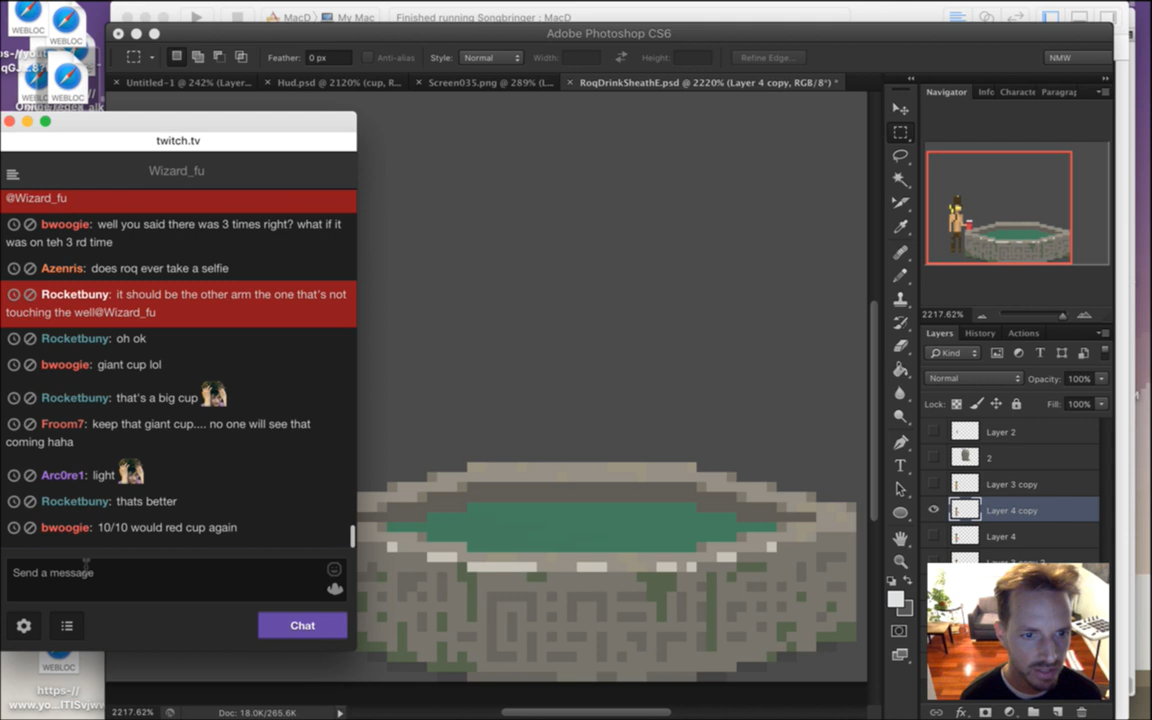 WEBLOC
WEBLOC
MacD
My Mac
Finished running Songbringer : MacD
Adobe Photoshop CS6
Feather: 0 px
Anti-alias
Style: Normal
Width:
Height:
Refine Edge...
NMW
Untitled-1 @ 242% (Layer...
Hud.psd @ 2120% (cup, R...
Screen035.png @ 289% (L...
RoqDrinkSheathE.psd @ 2220% (Layer 4 copy, RGB/8*) *
WEBLOC
twitch.tv
Wizard_fu
@Wizard_fu
bwoogie: well you said there was 3 times right? what if it
was on teh 3 rd time
Azenris: does roq ever take a selfie
Rocketbuny: it should be the other arm the one that's not
touching the well@Wizard_fu
Rocketbuny: oh ok
bwoogie: giant cup lol
Rocketbuny: that's a big cup
Froom7: keep that giant cup.... no one will see that
coming haha
Arc0re1: light
Rocketbuny: thats better
bwoogie: 10/10 would red cup again
Send a message
Chat
WEBLOC
https-//
www.yo...ITISvjww
Navigator
Info
Characte
Paragrap
2217.62%
Layers
History
Actions
Kind
Normal
Opacity: 100%
Lock:
Fill: 100%
Layer 2
2
Layer 3 copy
Layer 4 copy
Layer 4
2217.62%
Doc: 18.0K/265.6K
fx